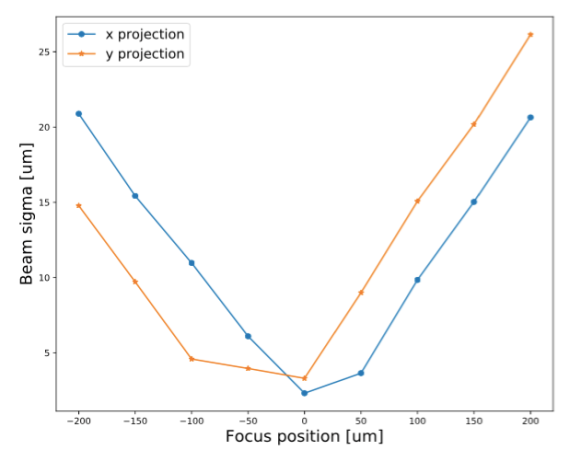 x projection
y projection
25
20
15
10
5
Beam sigma [um]
−200 −150 −100 −50 0 50 100 150 200
Focus position [um]